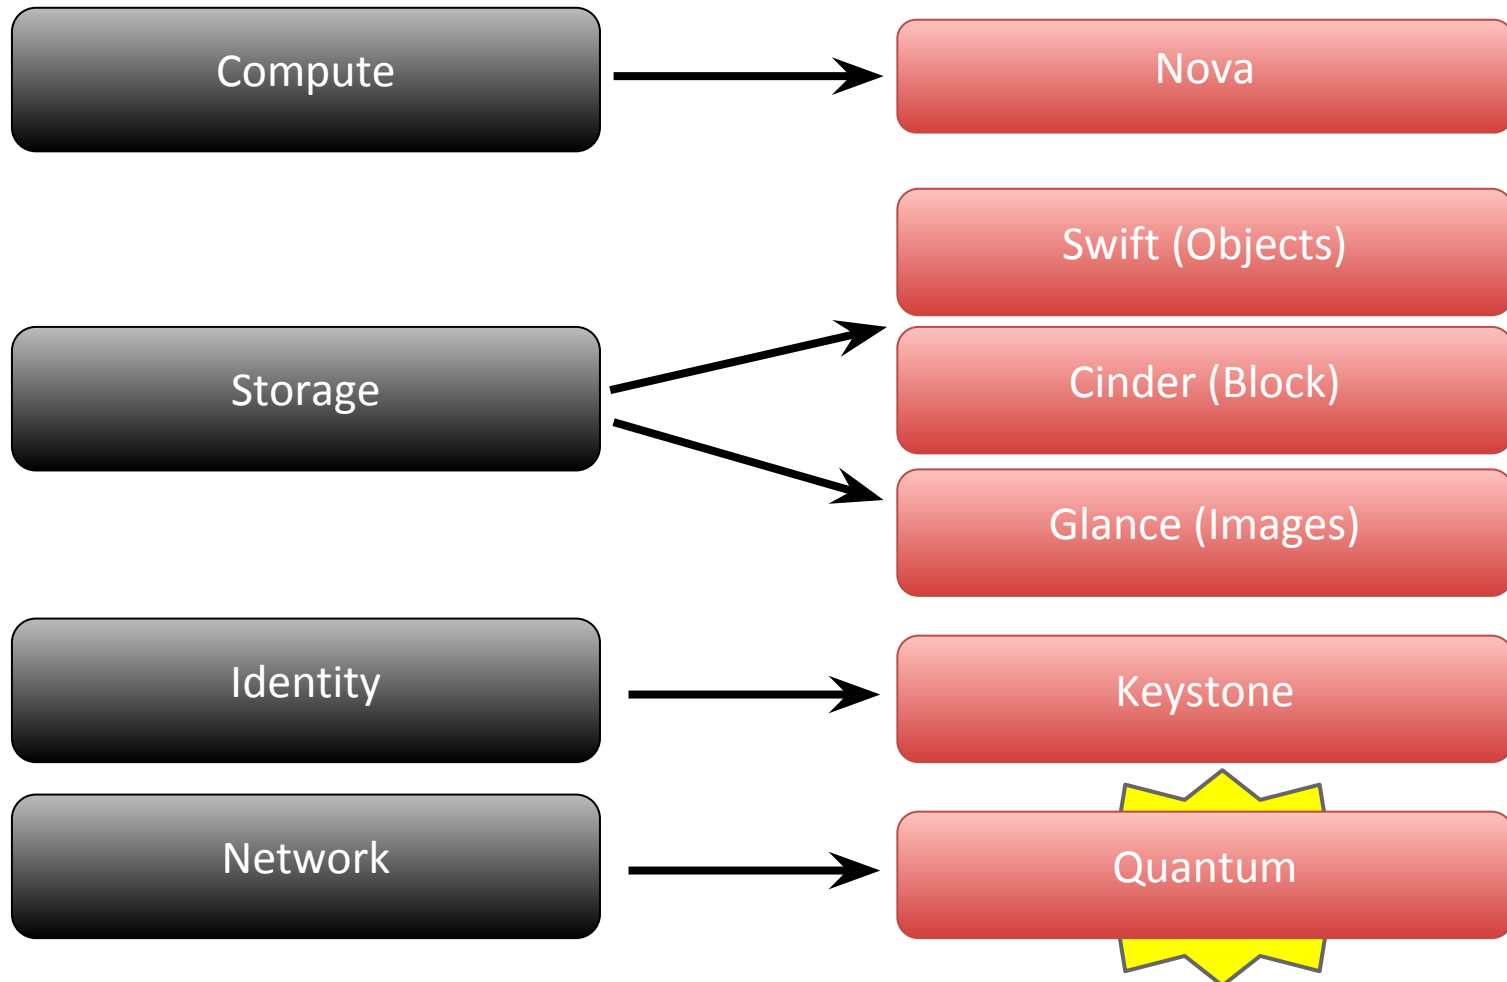 Compute
Nova
Swift (Objects)
Storage
Cinder (Block)
Glance (Images)
Identity
Keystone
Network
Quantum